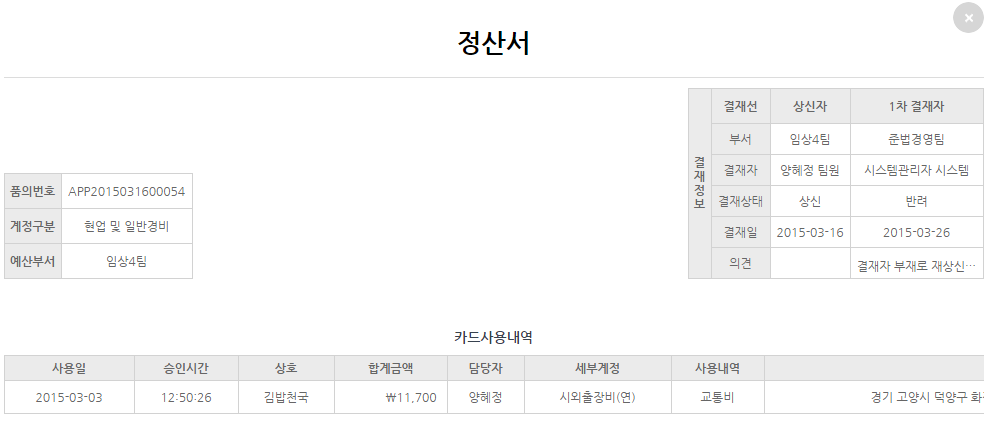 정산서
결재정보
결재선 상신자 1차 결재자
부서 임상4팀 준법경영팀
결재자 양혜정 팀원 시스템관리자 시스템
결재상태 상신 반려
결재일 2015-03-16 2015-03-26
의견 결재자 부재로 재상신…
품의번호 APP2015031600054
계정구분 현업 및 일반경비
예산부서 임상4팀
카드사용내역
사용일 승인시간 상호 합계금액 담당자 세부계정 사용내역
2015-03-03 12:50:26 김밥천국 ₩11,700 양혜정 시외출장비(연) 교통비 경기 고양시 덕양구